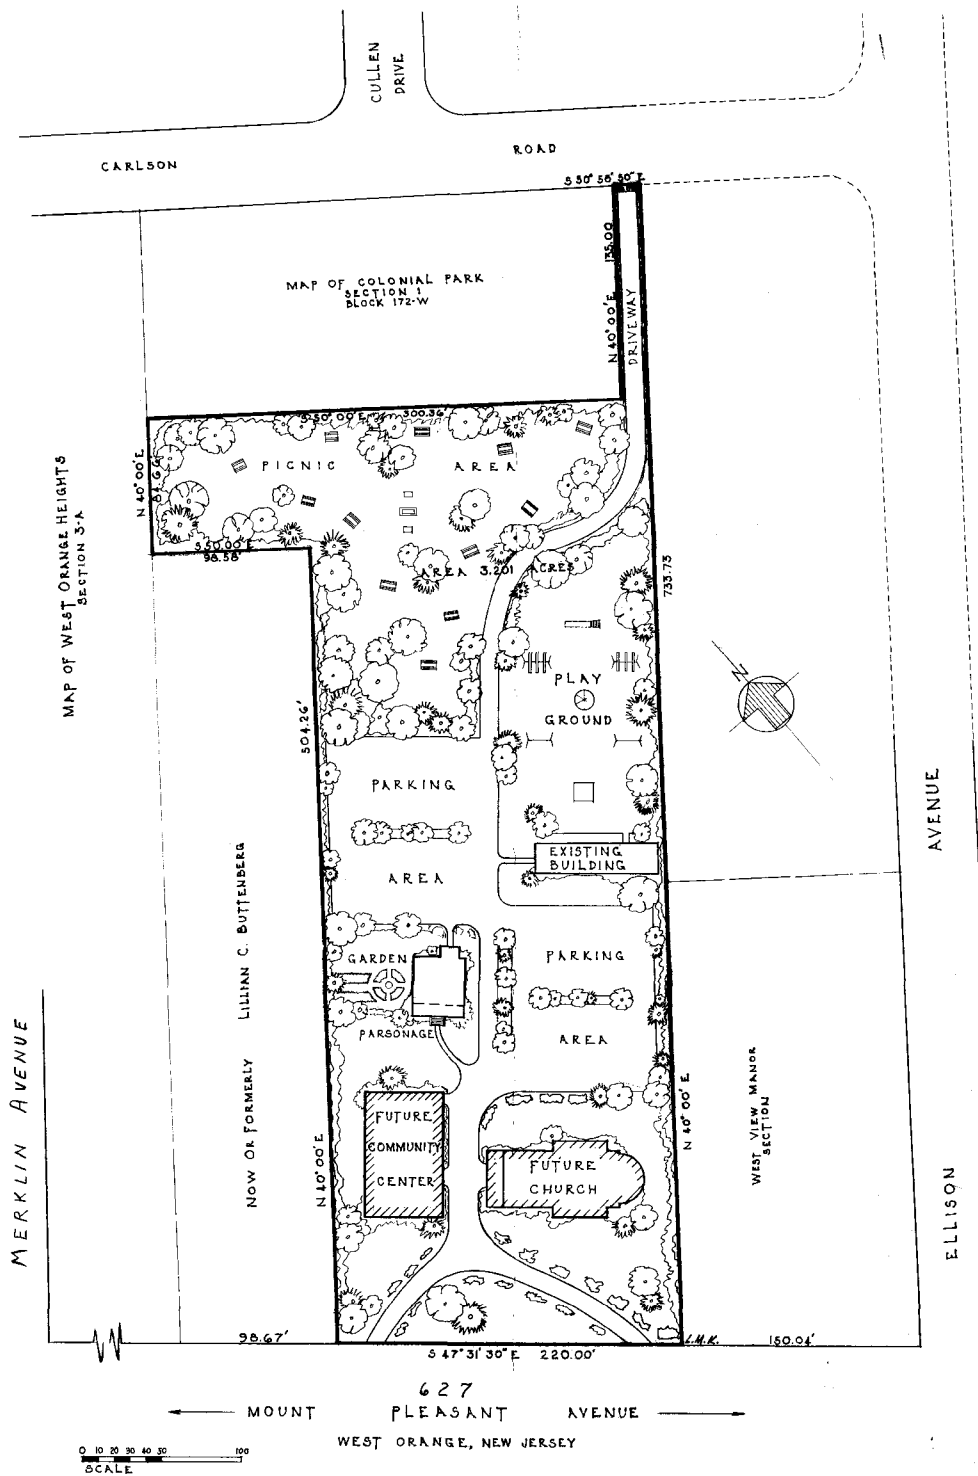 CULLEN
DRIVE
CARLSON ROAD
S 50° 58' 30" E
MAP OF COLONIAL PARK
SECTION 1
BLOCK 172-W
N 40° 00' E 135.00
DRIVEWAY
S 50° 00' E 300.36'
N 40° 00' E
84.66'
PICNIC AREA
S 50.00' E
98.58'
MAP OF WEST ORANGE HEIGHTS
SECTION 3-A
AREA 3.201 ACRES
733.73
PLAY
GROUND
N
504.26'
PARKING
AREA
EXISTING
BUILDING
AVENUE
NOW OR FORMERLY LILLIAN C. BUTTENBERG
GARDEN
PARSONAGE
PARKING
AREA
MERKLIN AVENUE
N 40° 00' E
FUTURE
COMMUNITY
CENTER
FUTURE
CHURCH
N 40° 00' E
WEST VIEW MANOR
SECTION
ELLISON
98.67'
S 47° 31' 30" E 220.00'
L.M.K.
150.04'
627
MOUNT PLEASANT AVENUE
WEST ORANGE, NEW JERSEY
0 10 20 30 40 50 100
SCALE